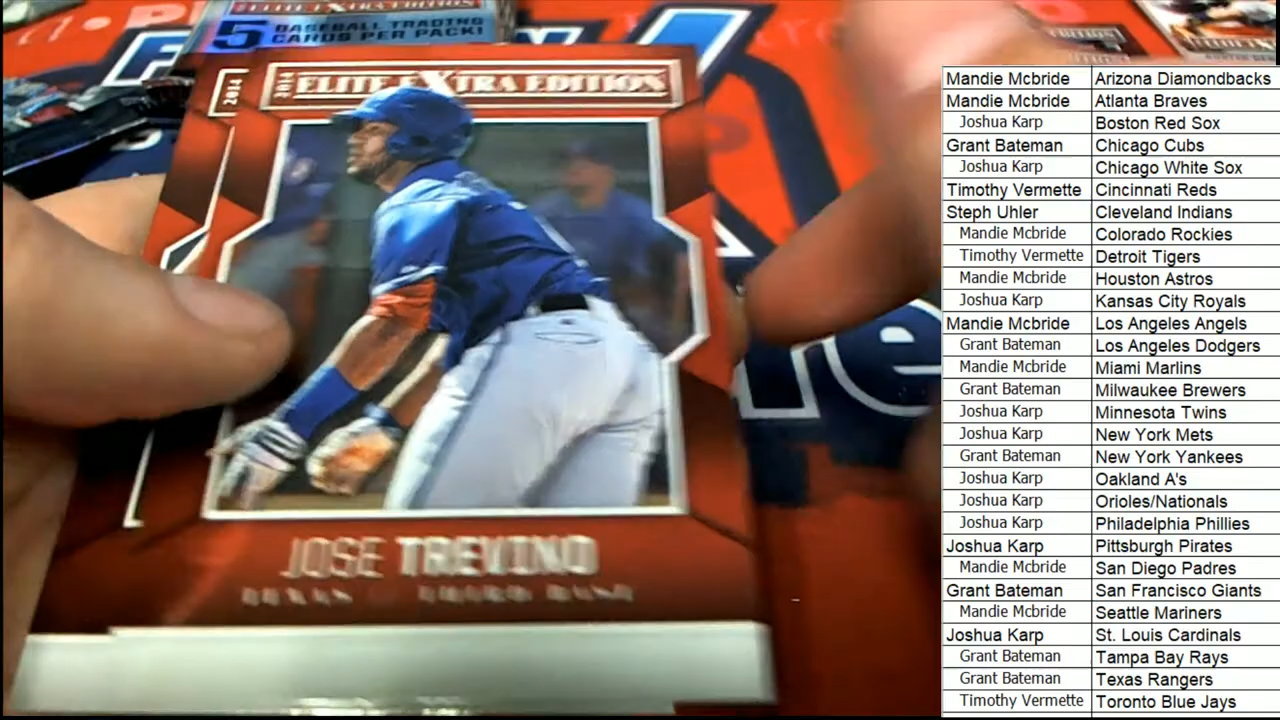 ELITE EXTRA EDITION
5 BASEBALL TRADING
CARDS PER PACK!
2014
2014 ELITE EXTRA EDITION
JOSE TREVINO
TEXAS
THIRD BASE
Mandie Mcbride Arizona Diamondbacks
Mandie Mcbride Atlanta Braves
Joshua Karp Boston Red Sox
Grant Bateman Chicago Cubs
Joshua Karp Chicago White Sox
Timothy Vermette Cincinnati Reds
Steph Uhler Cleveland Indians
Mandie Mcbride Colorado Rockies
Timothy Vermette Detroit Tigers
Mandie Mcbride Houston Astros
Joshua Karp Kansas City Royals
Mandie Mcbride Los Angeles Angels
Grant Bateman Los Angeles Dodgers
Mandie Mcbride Miami Marlins
Grant Bateman Milwaukee Brewers
Joshua Karp Minnesota Twins
Joshua Karp New York Mets
Grant Bateman New York Yankees
Joshua Karp Oakland A's
Joshua Karp Orioles/Nationals
Joshua Karp Philadelphia Phillies
Joshua Karp Pittsburgh Pirates
Mandie Mcbride San Diego Padres
Grant Bateman San Francisco Giants
Mandie Mcbride Seattle Mariners
Joshua Karp St. Louis Cardinals
Grant Bateman Tampa Bay Rays
Grant Bateman Texas Rangers
Timothy Vermette Toronto Blue Jays